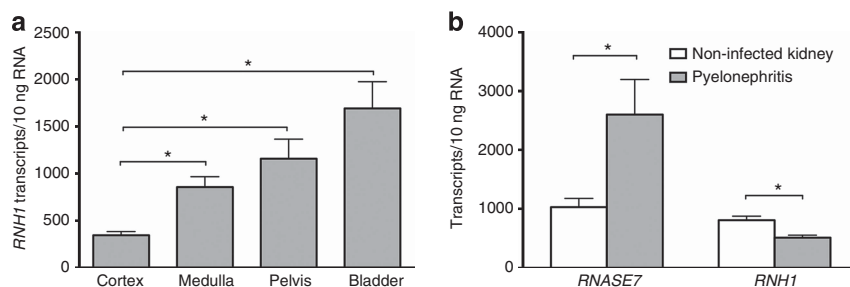 a
RNH1 transcripts/10 ng RNA
2500
2000
1500
1000
500
0
*
*
*
Cortex Medulla Pelvis Bladder
b
Transcripts/10 ng RNA
4000
3000
2000
1000
0
Non-infected kidney
Pyelonephritis
*
*
RNASE7 RNH1